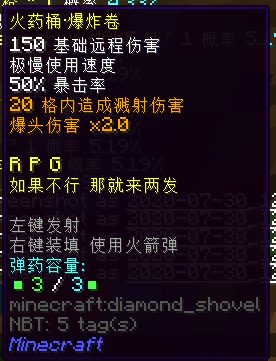 火药桶·爆炸卷
150 基础远程伤害
极慢使用速度
50% 暴击率
20 格内造成溅射伤害
爆头伤害 x2.0
RPG
如果不行 那就来两发
左键发射
右键装填 使用火箭弹
弹药容量:
3 / 3
minecraft:diamond_shovel
NBT: 5 tag(s)
Minecraft